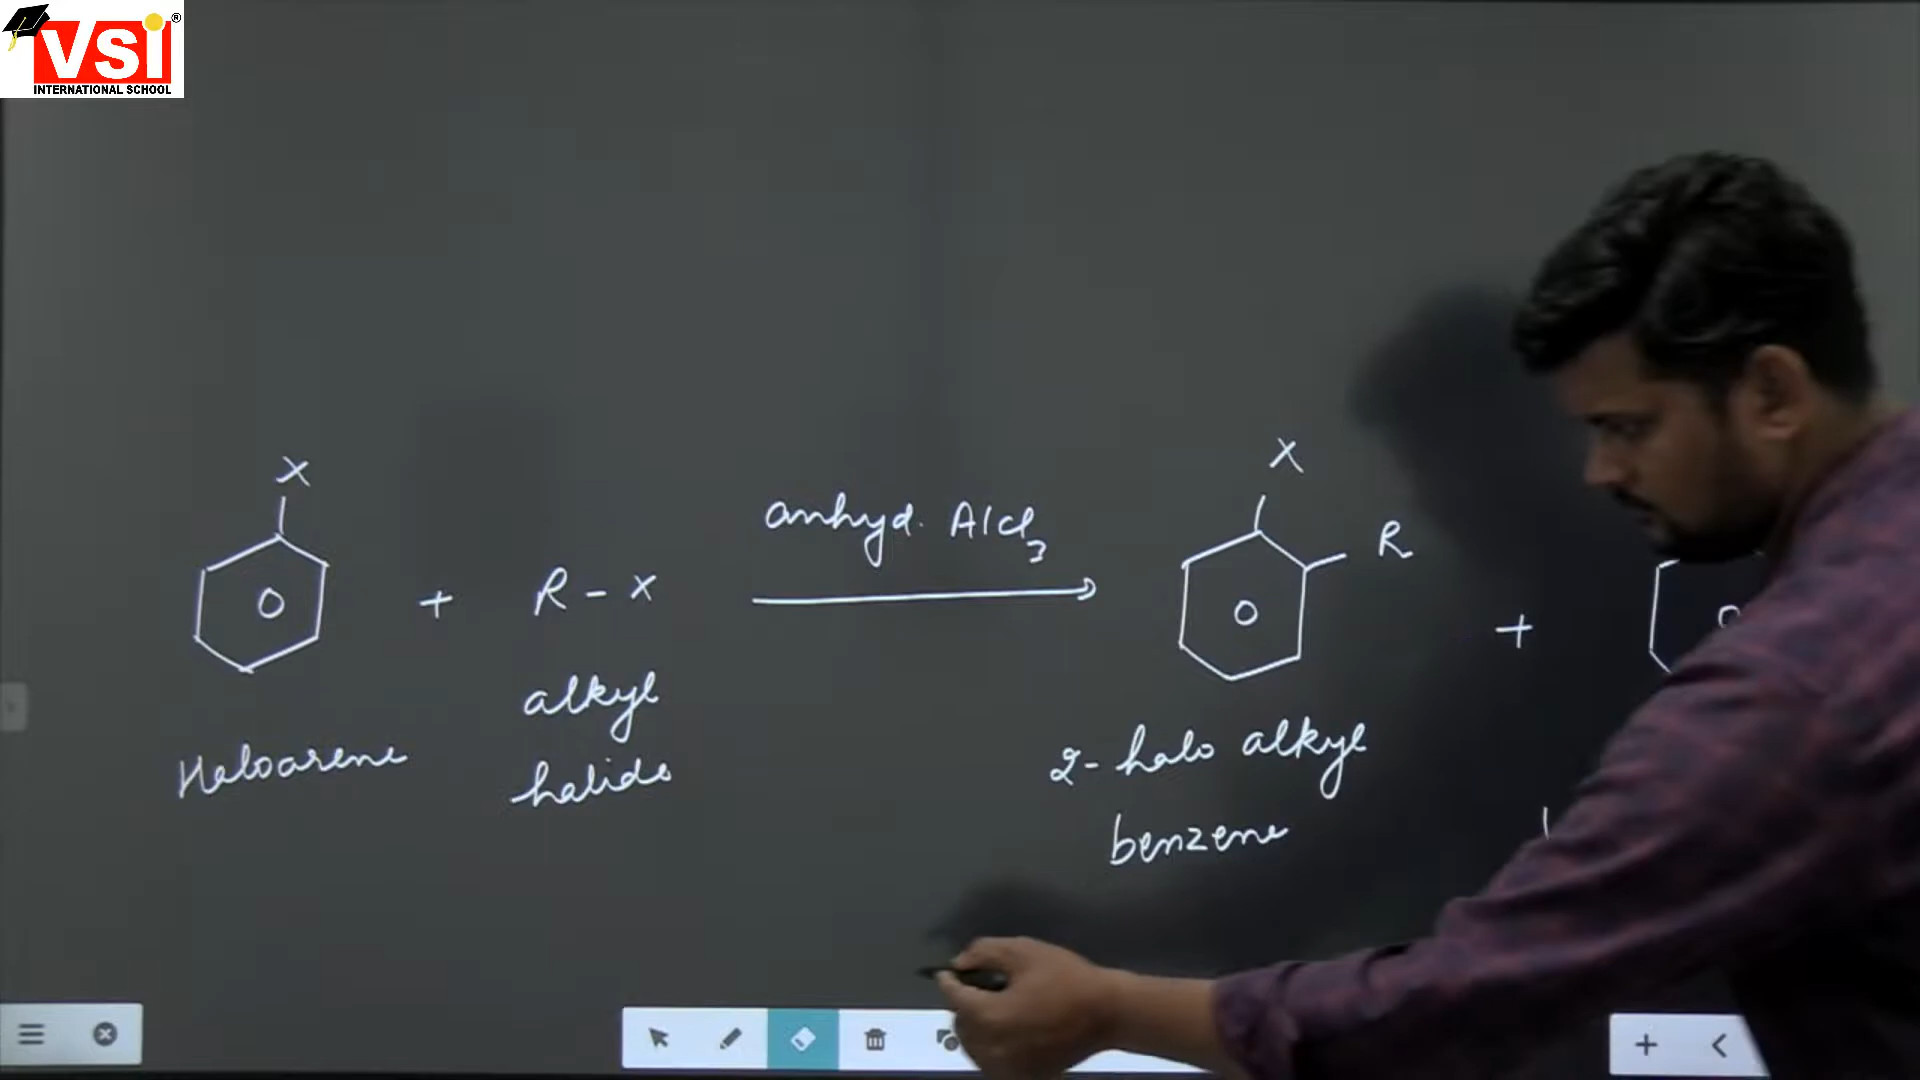 VSI
INTERNATIONAL SCHOOL
X
anhyd. AlCl3
X
R
+ R - X
+
alkyl
halide
Haloarene
2- halo alkyl
benzene